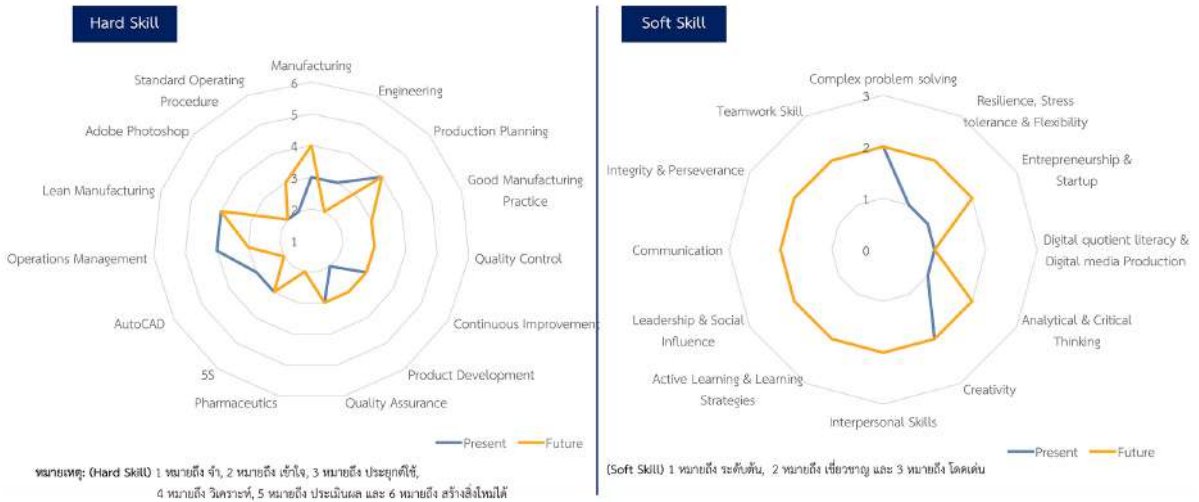 Hard Skill
Manufacturing
Engineering
Production Planning
Good Manufacturing
Practice
Quality Control
Continuous Improvement
Product Development
Quality Assurance
Pharmaceutics
5S
AutoCAD
Operations Management
Lean Manufacturing
Adobe Photoshop
Standard Operating
Procedure
6
5
4
3
2
1
Present
Future
หมายเหตุ: (Hard Skill) 1 หมายถึง จำ, 2 หมายถึง เข้าใจ, 3 หมายถึง ประยุกต์ใช้,
4 หมายถึง วิเคราะห์, 5 หมายถึง ประเมินผล และ 6 หมายถึง สร้างสิ่งใหม่ได้
Soft Skill
Complex problem solving
Resilience, Stress
tolerance & Flexibility
Entrepreneurship &
Startup
Digital quotient literacy &
Digital media Production
Analytical & Critical
Thinking
Creativity
Interpersonal Skills
Active Learning & Learning
Strategies
Leadership & Social
Influence
Communication
Integrity & Perseverance
Teamwork Skill
3
2
1
0
Present
Future
(Soft Skill) 1 หมายถึง ระดับต้น, 2 หมายถึง เชี่ยวชาญ และ 3 หมายถึง โดดเด่น